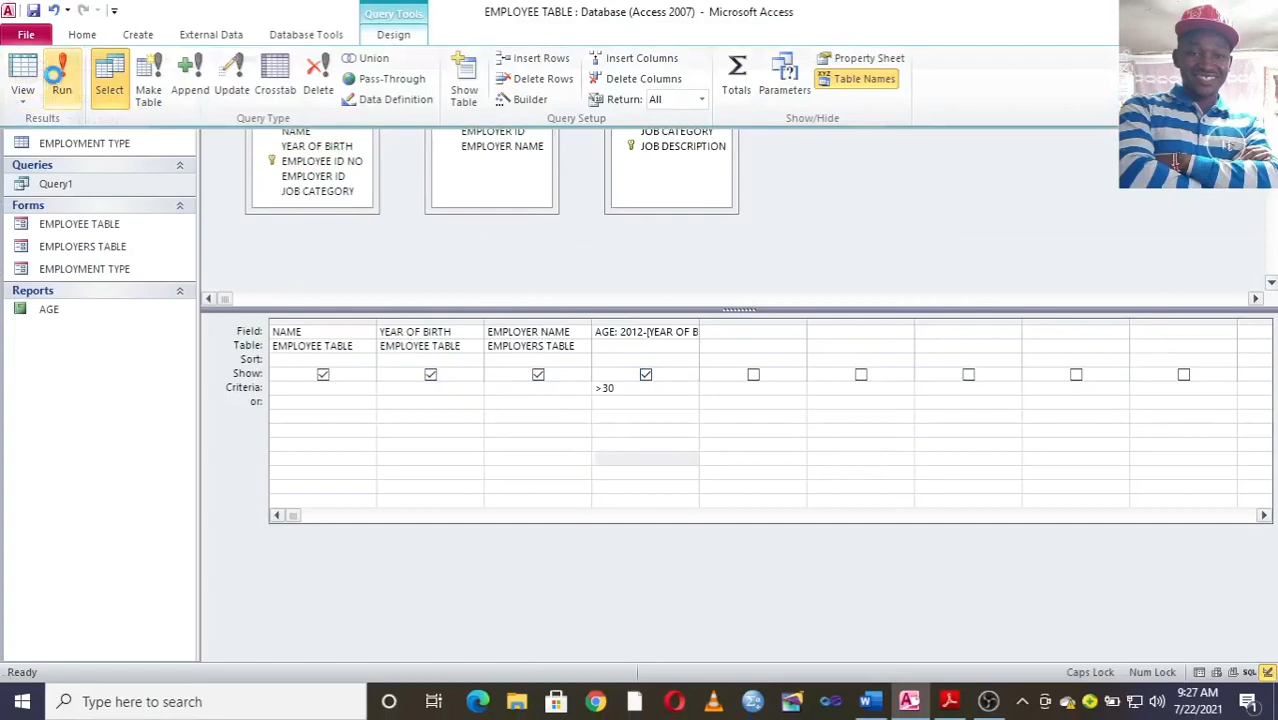 Query Tools
EMPLOYEE TABLE : Database (Access 2007) - Microsoft Access
File
Home
Create
External Data
Database Tools
Design
View
Run
Select
Make Table
Append
Update
Crosstab
Delete
Union
Pass-Through
Data Definition
Show Table
Insert Rows
Delete Rows
Builder
Insert Columns
Delete Columns
Return: All
Totals
Parameters
Property Sheet
Table Names
Results
Query Type
Query Setup
Show/Hide
EMPLOYMENT TYPE
Queries
Query1
Forms
EMPLOYEE TABLE
EMPLOYERS TABLE
EMPLOYMENT TYPE
Reports
AGE
NAME
YEAR OF BIRTH
EMPLOYEE ID NO
EMPLOYER ID
JOB CATEGORY
EMPLOYER ID
EMPLOYER NAME
JOB CATEGORY
JOB DESCRIPTION
Field: NAME YEAR OF BIRTH EMPLOYER NAME AGE: 2012-[YEAR OF B
Table: EMPLOYEE TABLE EMPLOYEE TABLE EMPLOYERS TABLE
Sort:
Show:
Criteria: >30
or:
Ready
Caps Lock
Num Lock
SQL
Type here to search
9:27 AM
7/22/2021
1